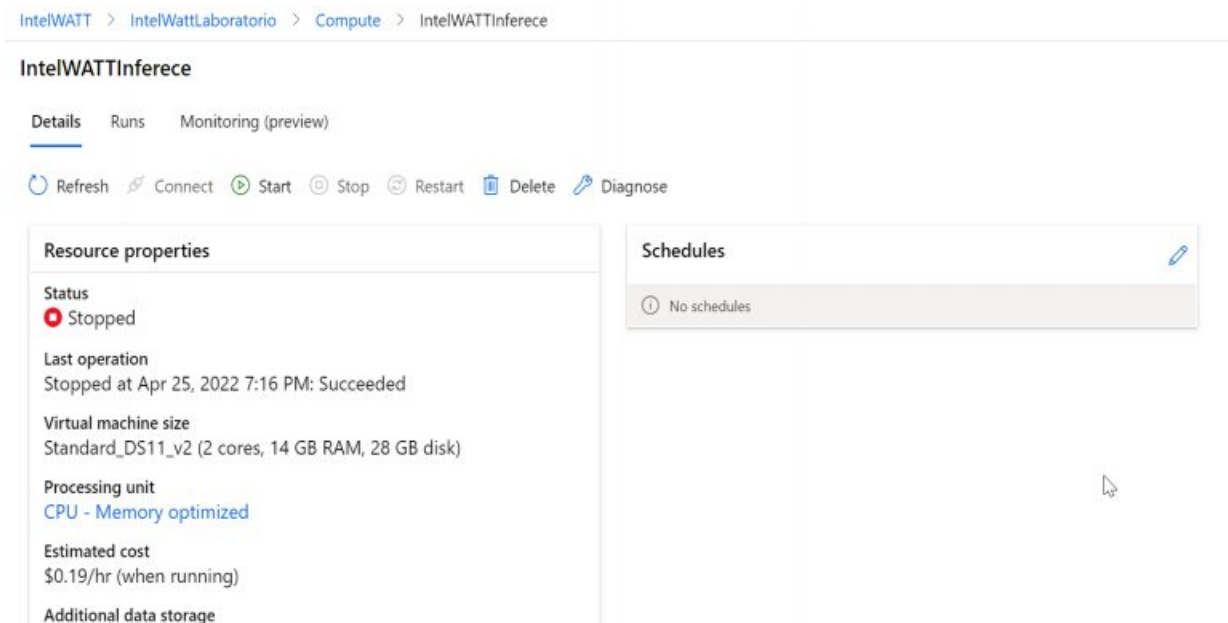 IntelWATT > IntelWattLaboratorio > Compute > IntelWATTInferece
IntelWATTInferece
Details Runs Monitoring (preview)
Refresh Connect Start Stop Restart Delete Diagnose
Resource properties
Status
Stopped
Last operation
Stopped at Apr 25, 2022 7:16 PM: Succeeded
Virtual machine size
Standard_DS11_v2 (2 cores, 14 GB RAM, 28 GB disk)
Processing unit
CPU - Memory optimized
Estimated cost
$0.19/hr (when running)
Additional data storage
Schedules
No schedules